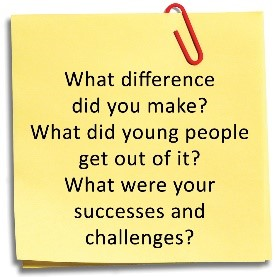 What difference
did you make?
What did young people
get out of it?
What were your
successes and
challenges?